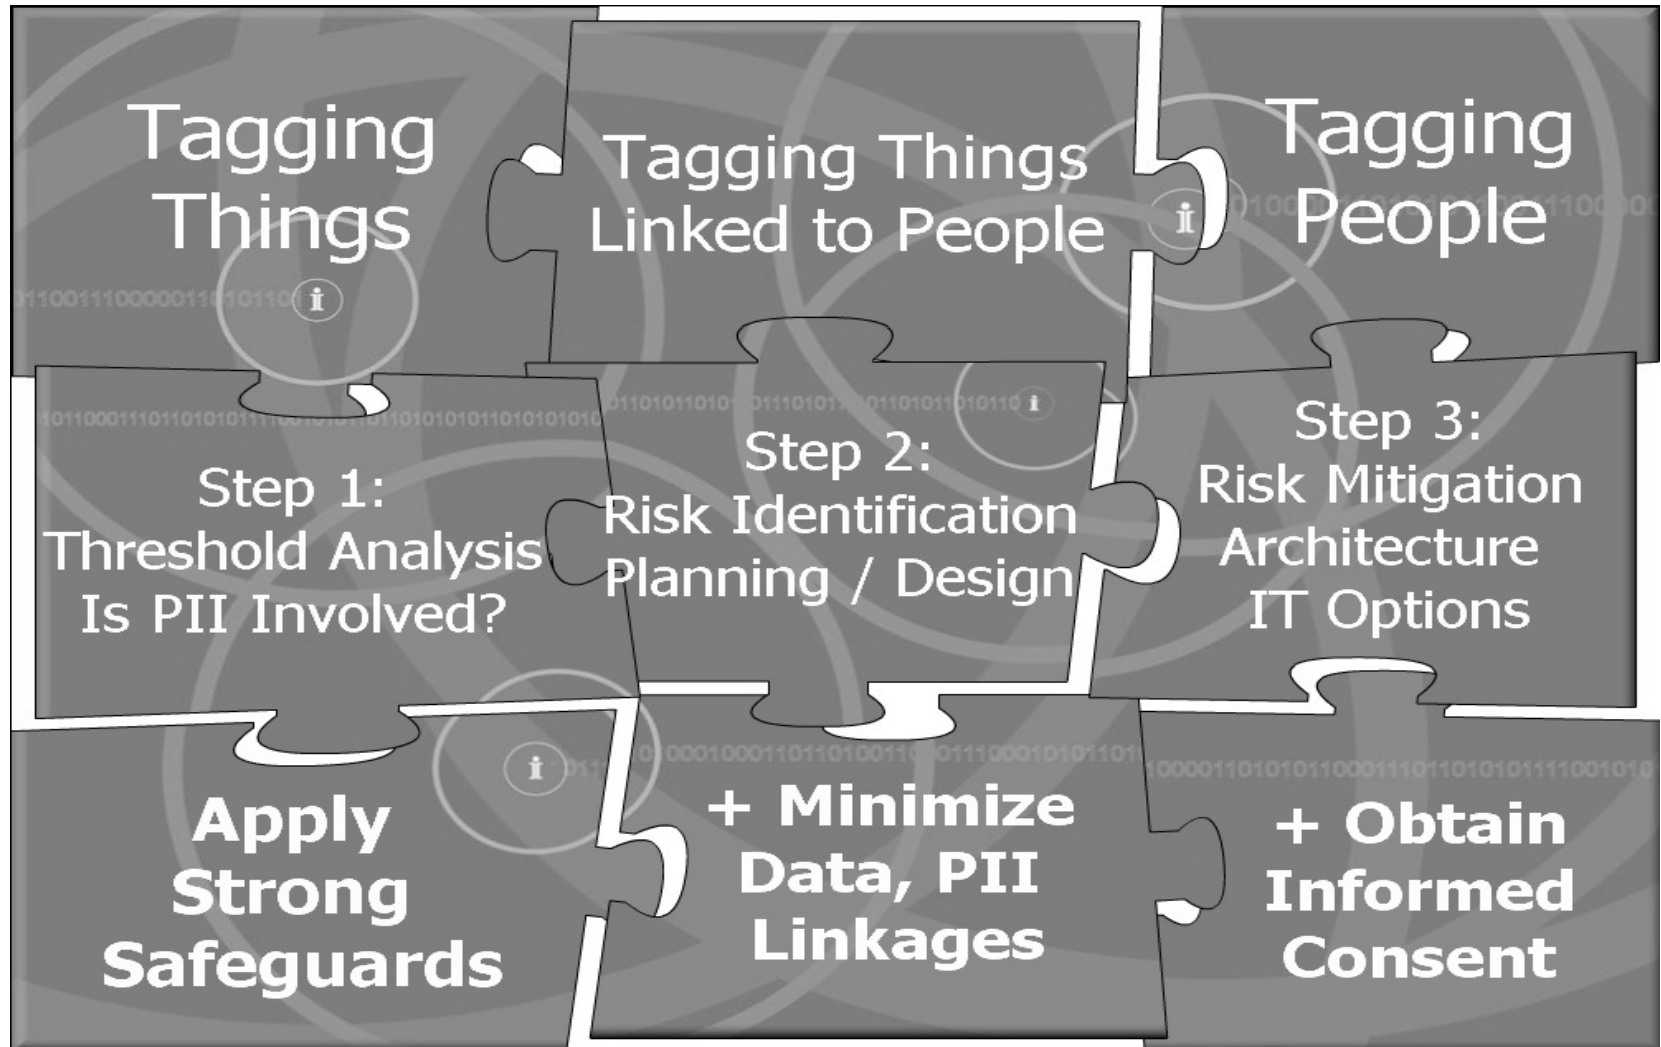 Tagging
Things
Tagging Things
Linked to People
Tagging
People
Step 1:
Threshold Analysis
Is PII Involved?
Step 2:
Risk Identification
Planning / Design
Step 3:
Risk Mitigation
Architecture
IT Options
Apply
Strong
Safeguards
+ Minimize
Data, PII
Linkages
+ Obtain
Informed
Consent